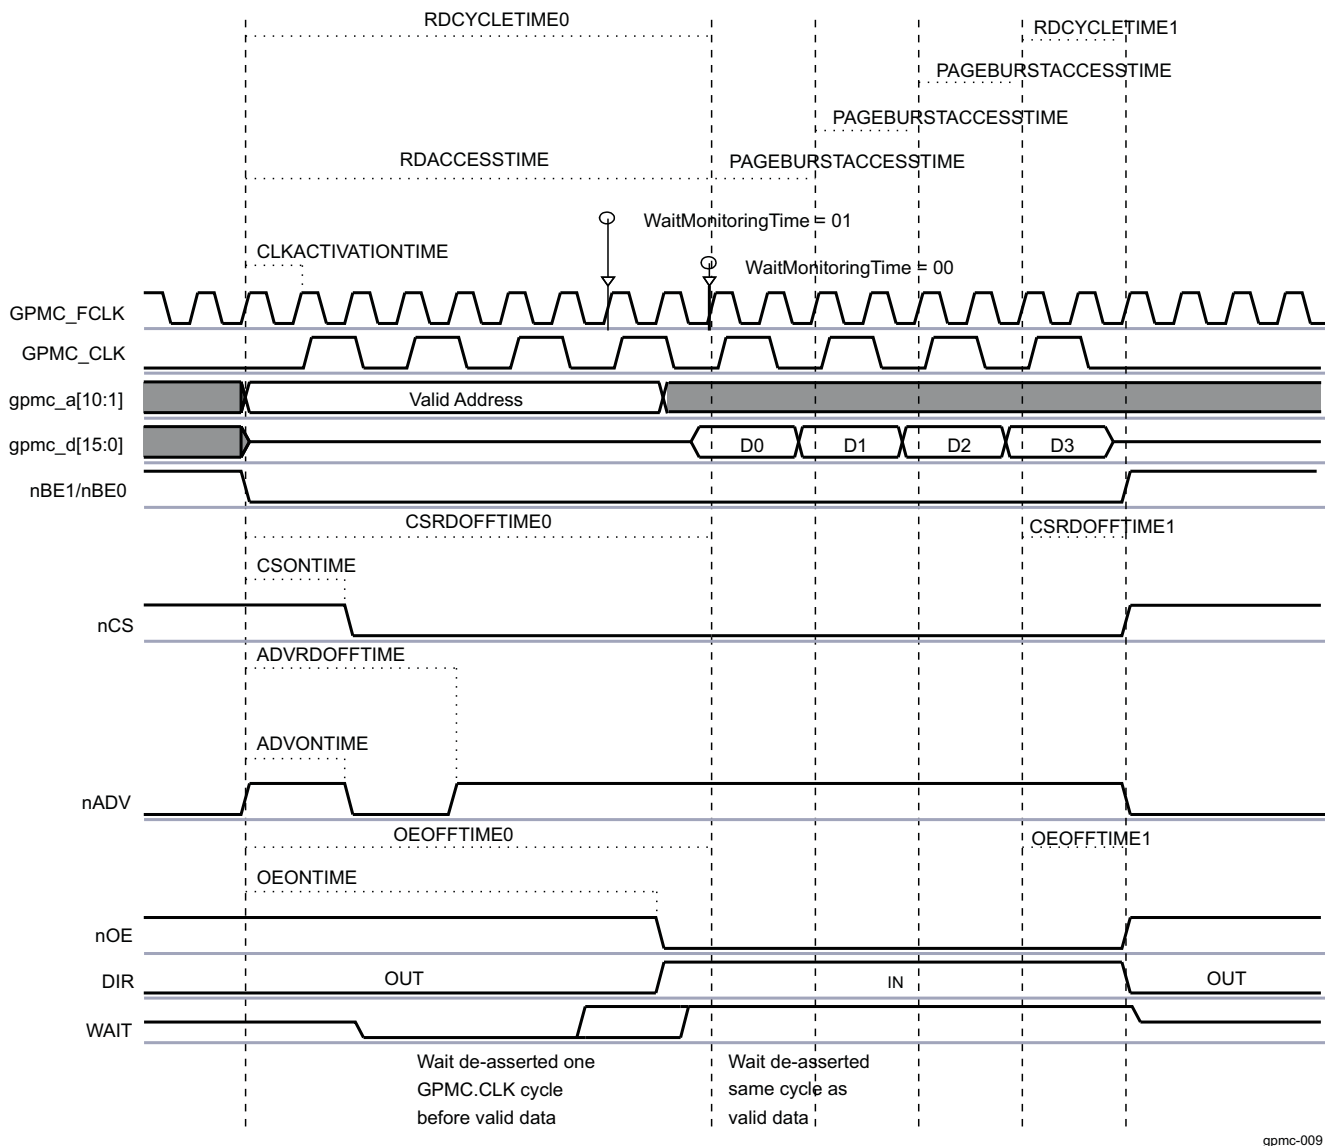 RDCYCLETIME0
RDCYCLETIME1
PAGEBURSTACCESSTIME
PAGEBURSTACCESSTIME
RDACCESSTIME
PAGEBURSTACCESSTIME
WaitMonitoringTime = 01
CLKACTIVATIONTIME
WaitMonitoringTime = 00
GPMC_FCLK
GPMC_CLK
gpmc_a[10:1]
Valid Address
gpmc_d[15:0]
D0
D1
D2
D3
nBE1/nBE0
CSRDOFFTIME0
CSRDOFFTIME1
CSONTIME
nCS
ADVRDOFFTIME
ADVONTIME
nADV
OEOFFTIME0
OEOFFTIME1
OEONTIME
nOE
DIR
OUT
IN
OUT
WAIT
Wait de-asserted one
GPMC.CLK cycle
before valid data
Wait de-asserted
same cycle as
valid data
gpmc-009